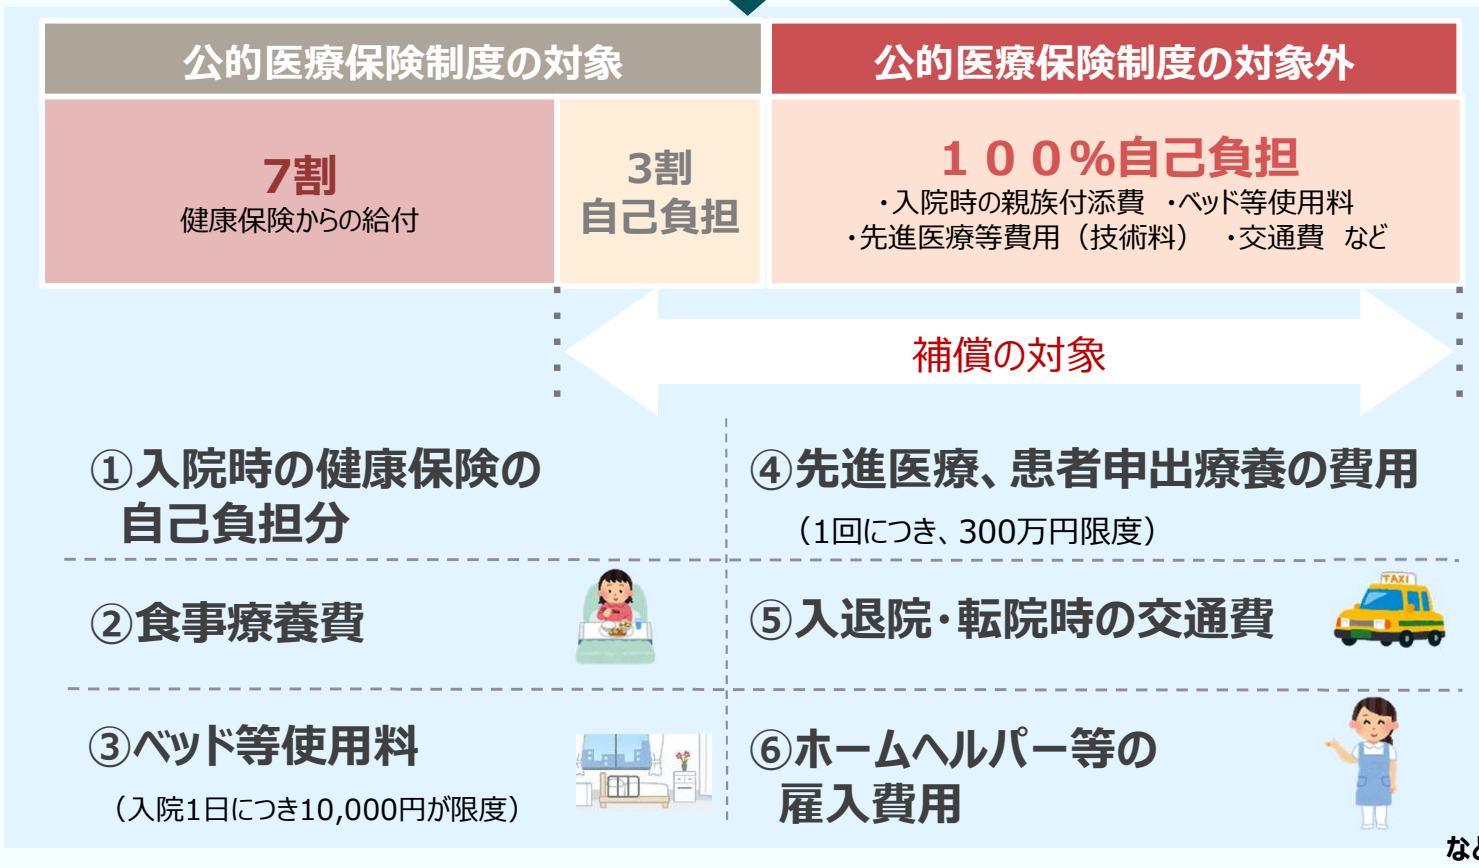 公的医療保険制度の対象
公的医療保険制度の対象外
7割
健康保険からの給付
3割
自己負担
１００%自己負担
・入院時の親族付添費　・ベッド等使用料
・先進医療等費用（技術料）　・交通費　など
補償の対象
①入院時の健康保険の
自己負担分
②食事療養費
③ベッド等使用料
（入院1日につき10,000円が限度）
④先進医療、患者申出療養の費用
（1回につき、300万円限度）
⑤入退院・転院時の交通費
TAXI
⑥ホームヘルパー等の
雇入費用
など